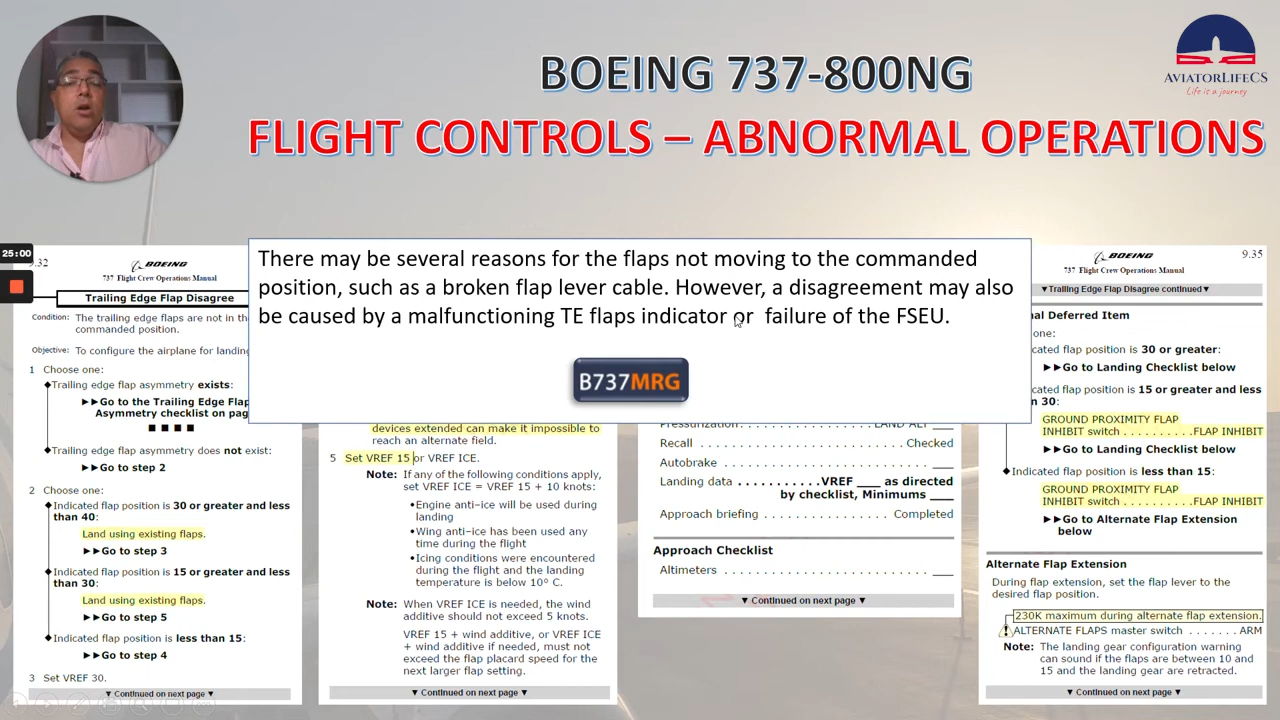 BOEING 737-800NG
FLIGHT CONTROLS – ABNORMAL OPERATIONS
AVIATORLIFECS
Life is a journey
25:00
There may be several reasons for the flaps not moving to the commanded
position, such as a broken flap lever cable. However, a disagreement may also
be caused by a malfunctioning TE flaps indicator or failure of the FSEU.
B737MRG
9.32
BOEING
737 Flight Crew Operations Manual
Trailing Edge Flap Disagree
Condition: The trailing edge flaps are not in th
commanded position.
Objective: To configure the airplane for landing
1 Choose one:
◆Trailing edge flap asymmetry exists:
▶▶Go to the Trailing Edge Flap
Asymmetry checklist on pag
■ ■ ■ ■
◆Trailing edge flap asymmetry does not exist:
▶▶Go to step 2
2 Choose one:
◆Indicated flap position is 30 or greater and less
than 40:
Land using existing flaps.
▶▶Go to step 3
◆Indicated flap position is 15 or greater and less
than 30:
Land using existing flaps.
▶▶Go to step 5
◆Indicated flap position is less than 15:
▶▶Go to step 4
3 Set VREF 30.
▼ Continued on next page ▼
devices extended can make it impossible to
reach an alternate field.
5 Set VREF 15 or VREF ICE.
Note: If any of the following conditions apply,
set VREF ICE = VREF 15 + 10 knots:
•Engine anti-ice will be used during
landing
•Wing anti-ice has been used any
time during the flight
•Icing conditions were encountered
during the flight and the landing
temperature is below 10º C.
Note: When VREF ICE is needed, the wind
additive should not exceed 5 knots.
VREF 15 + wind additive, or VREF ICE
+ wind additive if needed, must not
exceed the flap placard speed for the
next larger flap setting.
▼ Continued on next page ▼
Pressurization. . . . . . . . . . . . . . . LAND ALT ___
Recall . . . . . . . . . . . . . . . . . . . . . . . . Checked
Autobrake . . . . . . . . . . . . . . . . . . . . . . . . ___
Landing data . . . . . . . . . . .VREF ___ as directed
by checklist, Minimums ___
Approach briefing . . . . . . . . . . . . . . . Completed
Approach Checklist
Altimeters . . . . . . . . . . . . . . . . . . . . . . . . ___
▼ Continued on next page ▼
BOEING
9.35
737 Flight Crew Operations Manual
▼Trailing Edge Flap Disagree continued▼
nal Deferred Item
one:
cated flap position is 30 or greater:
▶▶Go to Landing Checklist below
cated flap position is 15 or greater and less
n 30:
GROUND PROXIMITY FLAP
INHIBIT switch . . . . . . . . . .FLAP INHIBIT
▶▶Go to Landing Checklist below
◆Indicated flap position is less than 15:
GROUND PROXIMITY FLAP
INHIBIT switch . . . . . . . . . .FLAP INHIBIT
▶▶Go to Alternate Flap Extension
below
Alternate Flap Extension
During flap extension, set the flap lever to the
desired flap position.
230K maximum during alternate flap extension.
ALTERNATE FLAPS master switch . . . . . . . ARM
Note: The landing gear configuration warning
can sound if the flaps are between 10 and
15 and the landing gear are retracted.
▼ Continued on next page ▼